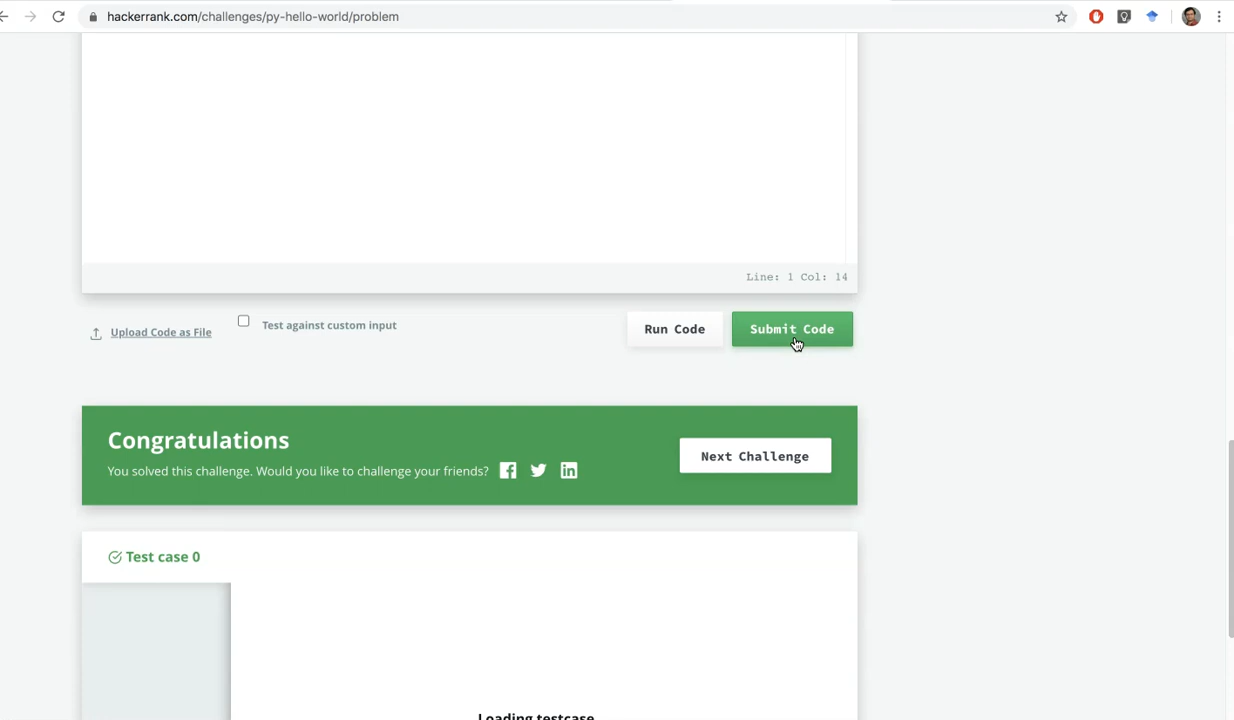 hackerrank.com/challenges/py-hello-world/problem
Line: 1 Col: 14
Upload Code as File
Test against custom input
Run Code
Submit Code
Congratulations
You solved this challenge. Would you like to challenge your friends?
Next Challenge
Test case 0
Loading testcase